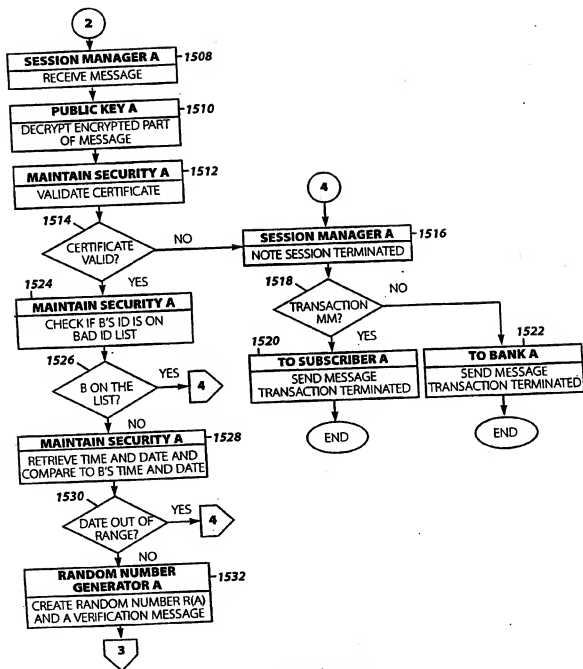 2
SESSION MANAGER A
1508
RECEIVE MESSAGE
PUBLIC KEY A
1510
DECRYPT ENCRYPTED PART
OF MESSAGE
MAINTAIN SECURITY A
1512
VALIDATE CERTIFICATE
1514
CERTIFICATE
VALID?
NO
YES
4
SESSION MANAGER A
1516
NOTE SESSION TERMINATED
1518
TRANSACTION
MM?
NO
YES
1520
TO SUBSCRIBER A
SEND MESSAGE
TRANSACTION TERMINATED
END
1522
TO BANK A
SEND MESSAGE
TRANSACTION TERMINATED
END
1524
MAINTAIN SECURITY A
CHECK IF B'S ID IS ON
BAD ID LIST
1526
B ON THE
LIST?
YES
4
NO
MAINTAIN SECURITY A
1528
RETRIEVE TIME AND DATE AND
COMPARE TO B'S TIME AND DATE
1530
DATE OUT OF
RANGE?
YES
4
NO
RANDOM NUMBER
GENERATOR A
1532
CREATE RANDOM NUMBER R(A)
AND A VERIFICATION MESSAGE
3